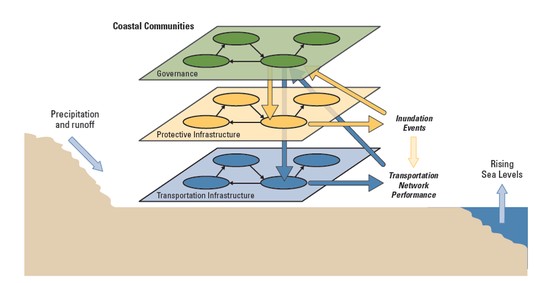 Coastal Communities
Governance
Precipitation
and runoff
Protective Infrastructure
Inundation
Events
Transportation Infrastructure
Transportation
Network
Performance
Rising
Sea Levels